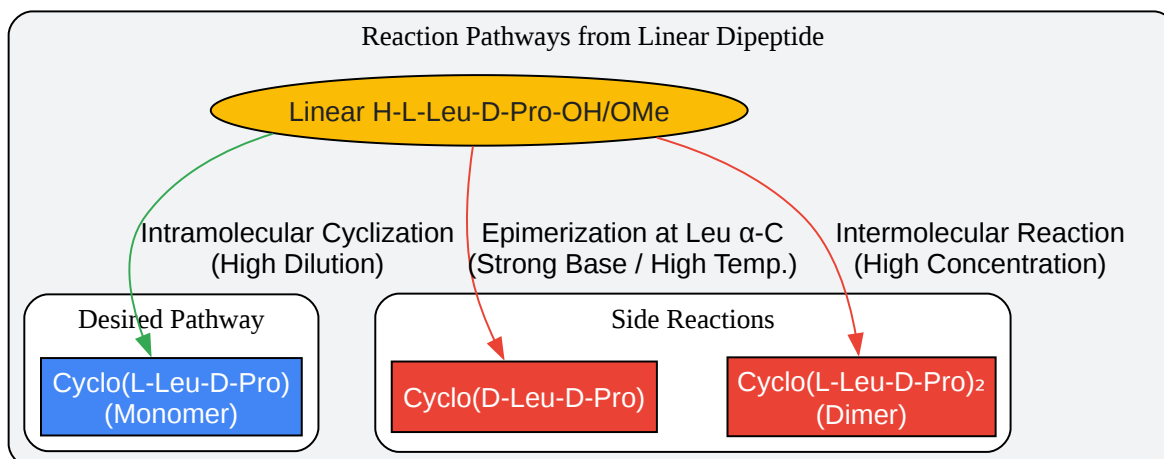 Reaction Pathways from Linear Dipeptide
Linear H-L-Leu-D-Pro-OH/OMe
Intramolecular Cyclization
(High Dilution)
Epimerization at Leu α-C
(Strong Base / High Temp.)
Intermolecular Reaction
(High Concentration)
Desired Pathway
Cyclo(L-Leu-D-Pro)
(Monomer)
Side Reactions
Cyclo(D-Leu-D-Pro)
Cyclo(L-Leu-D-Pro)₂
(Dimer)